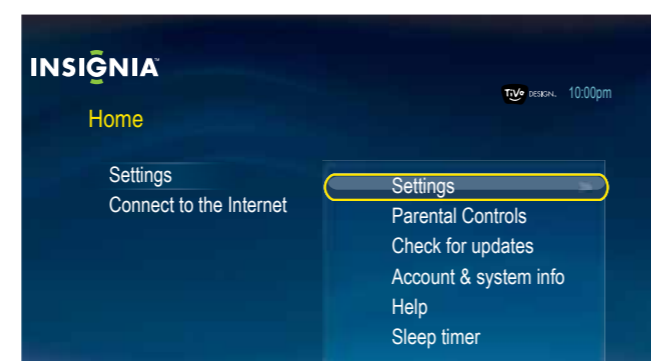 INSIGNIA
TiVo DESIGN. 10:00pm
Home
Settings
Connect to the Internet
Settings
Parental Controls
Check for updates
Account & system info
Help
Sleep timer